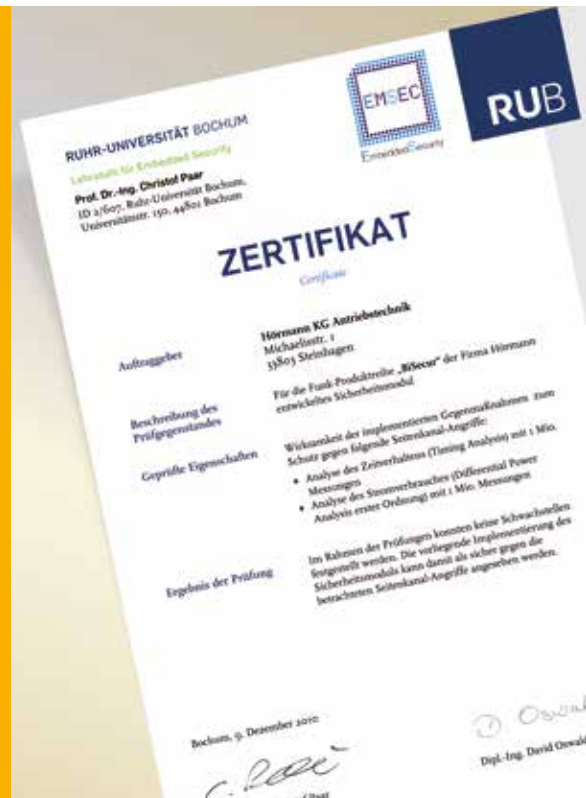 RUHR-UNIVERSITÄT BOCHUM
Lehrstuhl für Embedded Security
Prof. Dr.-Ing. Christof Paar
ID 2/607, Ruhr-Universität Bochum,
Universitätsstr. 150, 44801 Bochum
EMSEC
EmbeddedSecurity
RUB
ZERTIFIKAT
Certificate
Auftraggeber
Hörmann KG Antriebstechnik
Michaelisstr. 1
33803 Steinhagen
Beschreibung des
Prüfgegenstandes
Für die Funk-Produktreihe „BiSecur" der Firma Hörmann
entwickeltes Sicherheitsmodul
Geprüfte Eigenschaften
Wirksamkeit der implementierten Gegenmaßnahmen zum
Schutz gegen folgende Seitenkanal-Angriffe:
• Analyse des Zeitverhaltens (Timing Analysis) mit 1 Mio.
Messungen
• Analyse des Stromverbrauches (Differential Power
Analysis erster Ordnung) mit 1 Mio. Messungen
Ergebnis der Prüfung
Im Rahmen der Prüfungen konnten keine Schwachstellen
festgestellt werden. Die vorliegende Implementierung des
Sicherheitsmoduls kann damit als sicher gegen die
betrachteten Seitenkanal-Angriffe angesehen werden.
Bochum, 9. Dezember 2010
D. Oswald
Dipl.-Ing. David Oswald
C. Paar
Paar